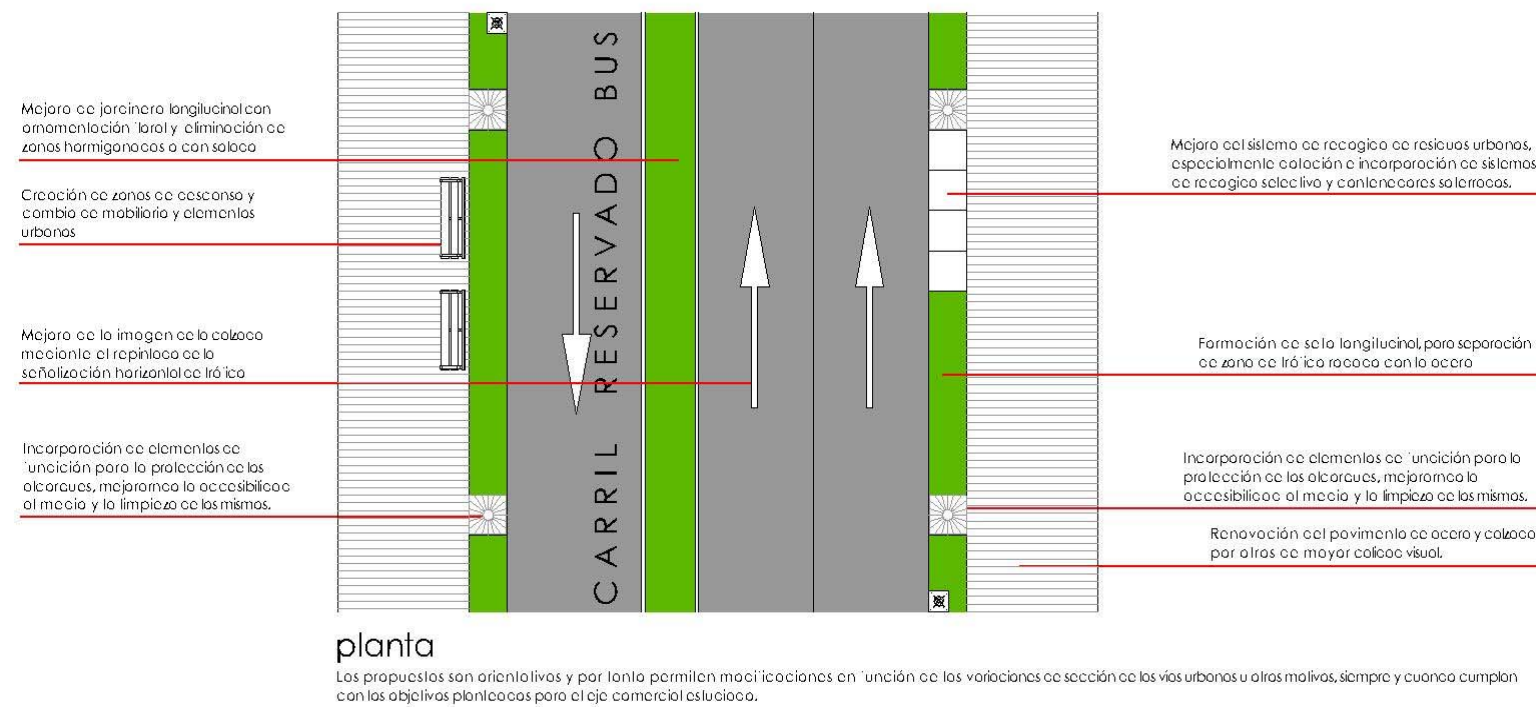 Mejora de jardinera longitudinal con
ornamentación floral y eliminación de
zonas hormigonadas o con solado
Creación de zonas de descanso y
cambio de mobiliario y elementos
urbanos
Mejora de la imagen de la calzada
mediante el repintado de la
señalización horizontal de tráfico
Incorporación de elementos de
fundición para la protección de los
alcorques, mejorarndo la accesibilidad
al medio y la limpieza de los mismos.
CARRIL RESERVADO BUS
Mejora del sistema de recogida de residuos urbanos,
especialmente dotación e incorporación de sistemas
de recogida selectiva y contenedores soterrados.
Formación de seto longitudinal, para separación
de zona de tráfico rodado con la acera
Incorporación de elementos de fundición para la
protección de los alcorques, mejorarndo la
accesibilidad al medio y la limpieza de los mismos.
Renovación del pavimento de acera y calzada
por otros de mayor calidad visual.
planta
Las propuestas son orientativas y por tanto permiten modificaciones en función de las variaciones de sección de las vías urbanas u otros motivos, siempre y cuando cumplan
con los objetivos planteados para el eje comercial estudiado.